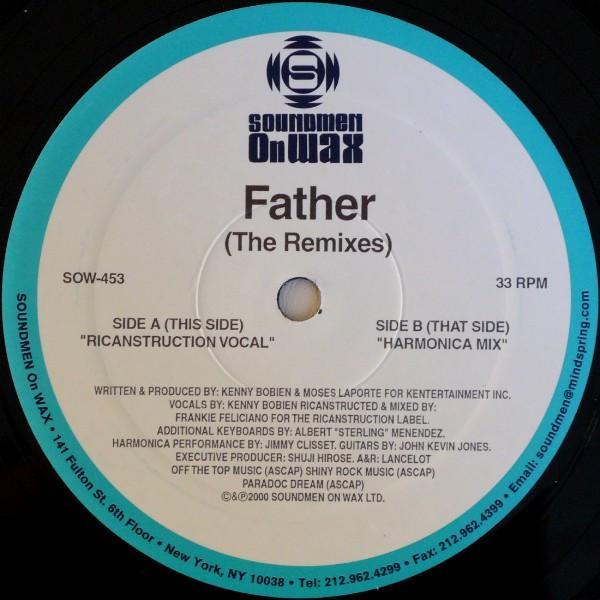 SOUNDMEN
On WAX
Father
(The Remixes)
SOW-453
33 RPM
SIDE A (THIS SIDE)
"RICANSTRUCTION VOCAL"
SIDE B (THAT SIDE)
"HARMONICA MIX"
WRITTEN & PRODUCED BY: KENNY BOBIEN & MOSES LAPORTE FOR KENTERTAINMENT INC.
VOCALS BY: KENNY BOBIEN RICANSTRUCTED & MIXED BY:
FRANKIE FELICIANO FOR THE RICANSTRUCTION LABEL.
ADDITIONAL KEYBOARDS BY: ALBERT "STERLING" MENENDEZ.
HARMONICA PERFORMANCE BY: JIMMY CLISSET. GUITARS BY: JOHN KEVIN JONES.
EXECUTIVE PRODUCER: SHUJI HIROSE. A&R: LANCELOT
OFF THE TOP MUSIC (ASCAP) SHINY ROCK MUSIC (ASCAP)
PARADOC DREAM (ASCAP)
©&℗2000 SOUNDMEN ON WAX LTD.
SOUNDMEN On WAX • 141 Fulton St. 6th Floor • New York, NY 10038 • Tel: 212.962.4299 • Fax: 212.962.4399 • Email: soundmen@mindspring.com